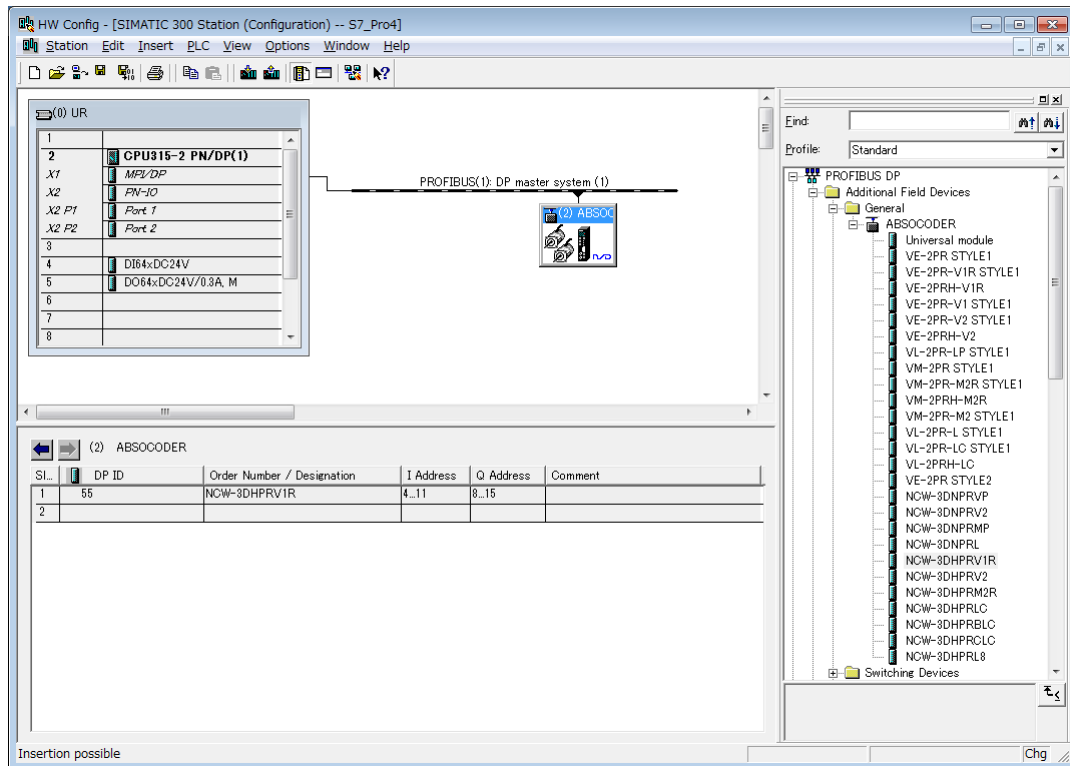 HW Config - [SIMATIC 300 Station (Configuration) -- S7_Pro4]
Station Edit Insert PLC View Options Window Help
(0) UR
1
2 CPU315-2 PN/DP(1)
X1 MPI/DP
X2 PN-IO
X2 P1 Port 1
X2 P2 Port 2
3
4 DI64xDC24V
5 DO64xDC24V/0.3A, M
6
7
8
PROFIBUS(1): DP master system (1)
(2) ABSOC
Find:
Profile: Standard
PROFIBUS DP
Additional Field Devices
General
ABSOCODER
Universal module
VE-2PR STYLE1
VE-2PR-V1R STYLE1
VE-2PRH-V1R
VE-2PR-V1 STYLE1
VE-2PR-V2 STYLE1
VE-2PRH-V2
VL-2PR-LP STYLE1
VM-2PR STYLE1
VM-2PR-M2R STYLE1
VM-2PRH-M2R
VM-2PR-M2 STYLE1
VL-2PR-L STYLE1
VL-2PR-LC STYLE1
VL-2PRH-LC
VE-2PR STYLE2
NCW-3DNPRVP
NCW-3DNPRV2
NCW-3DNPRMP
NCW-3DNPRL
NCW-3DHPRV1R
NCW-3DHPRV2
NCW-3DHPRM2R
NCW-3DHPRLC
NCW-3DHPRBLC
NCW-3DHPRCLC
NCW-3DHPRL8
Switching Devices
(2) ABSOCODER
Sl... DP ID Order Number / Designation I Address Q Address Comment
1 55 NCW-3DHPRV1R 4...11 8...15
2
Insertion possible
Chg